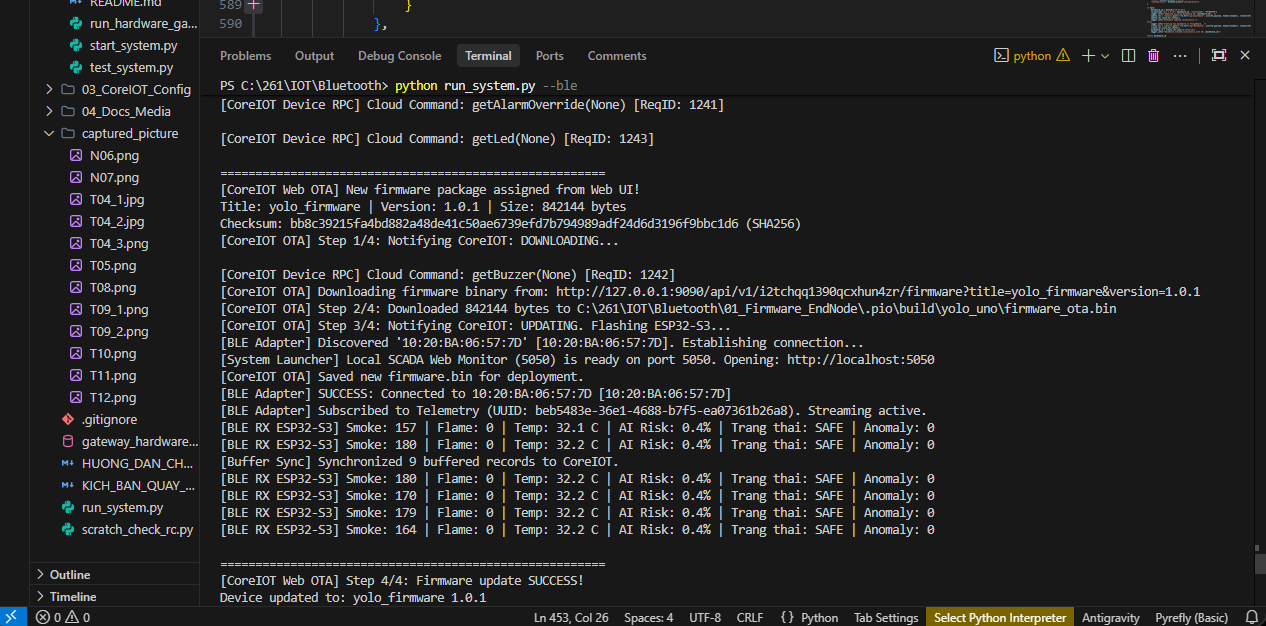 README.md
run_hardware_ga...
start_system.py
test_system.py
03_CoreIOT_Config
04_Docs_Media
captured_picture
N06.png
N07.png
T04_1.jpg
T04_2.jpg
T04_3.png
T05.png
T08.png
T09_1.png
T09_2.png
T10.png
T11.png
T12.png
.gitignore
gateway_hardware...
HUONG_DAN_CH...
KICH_BAN_QUAY_...
run_system.py
scratch_check_rc.py
Outline
Timeline
589 }
590 },
Problems Output Debug Console Terminal Ports Comments
python
PS C:\261\IOT\Bluetooth> python run_system.py --ble
[CoreIOT Device RPC] Cloud Command: getAlarmOverride(None) [ReqID: 1241]
[CoreIOT Device RPC] Cloud Command: getLed(None) [ReqID: 1243]
=======================================================
[CoreIOT Web OTA] New firmware package assigned from Web UI!
Title: yolo_firmware | Version: 1.0.1 | Size: 842144 bytes
Checksum: bb8c39215fa4bd882a48de41c50ae6739efd7b794989adf24d6d3196f9bbc1d6 (SHA256)
[CoreIOT OTA] Step 1/4: Notifying CoreIOT: DOWNLOADING...
[CoreIOT Device RPC] Cloud Command: getBuzzer(None) [ReqID: 1242]
[CoreIOT OTA] Downloading firmware binary from: http://127.0.0.1:9090/api/v1/i2tchqq1390qcxhun4zr/firmware?title=yolo_firmware&version=1.0.1
[CoreIOT OTA] Step 2/4: Downloaded 842144 bytes to C:\261\IOT\Bluetooth\01_Firmware_EndNode\.pio\build\yolo_uno\firmware_ota.bin
[CoreIOT OTA] Step 3/4: Notifying CoreIOT: UPDATING. Flashing ESP32-S3...
[BLE Adapter] Discovered '10:20:BA:06:57:7D' [10:20:BA:06:57:7D]. Establishing connection...
[System Launcher] Local SCADA Web Monitor (5050) is ready on port 5050. Opening: http://localhost:5050
[CoreIOT OTA] Saved new firmware.bin for deployment.
[BLE Adapter] SUCCESS: Connected to 10:20:BA:06:57:7D [10:20:BA:06:57:7D]
[BLE Adapter] Subscribed to Telemetry (UUID: beb5483e-36e1-4688-b7f5-ea07361b26a8). Streaming active.
[BLE RX ESP32-S3] Smoke: 157 | Flame: 0 | Temp: 32.1 C | AI Risk: 0.4% | Trang thai: SAFE | Anomaly: 0
[BLE RX ESP32-S3] Smoke: 180 | Flame: 0 | Temp: 32.2 C | AI Risk: 0.4% | Trang thai: SAFE | Anomaly: 0
[Buffer Sync] Synchronized 9 buffered records to CoreIOT.
[BLE RX ESP32-S3] Smoke: 180 | Flame: 0 | Temp: 32.2 C | AI Risk: 0.4% | Trang thai: SAFE | Anomaly: 0
[BLE RX ESP32-S3] Smoke: 170 | Flame: 0 | Temp: 32.2 C | AI Risk: 0.4% | Trang thai: SAFE | Anomaly: 0
[BLE RX ESP32-S3] Smoke: 179 | Flame: 0 | Temp: 32.2 C | AI Risk: 0.4% | Trang thai: SAFE | Anomaly: 0
[BLE RX ESP32-S3] Smoke: 164 | Flame: 0 | Temp: 32.2 C | AI Risk: 0.4% | Trang thai: SAFE | Anomaly: 0
=======================================================
[CoreIOT Web OTA] Step 4/4: Firmware update SUCCESS!
Device updated to: yolo_firmware 1.0.1
0 0 Ln 453, Col 26 Spaces: 4 UTF-8 CRLF {} Python Tab Settings Select Python Interpreter Antigravity Pyrefly (Basic)